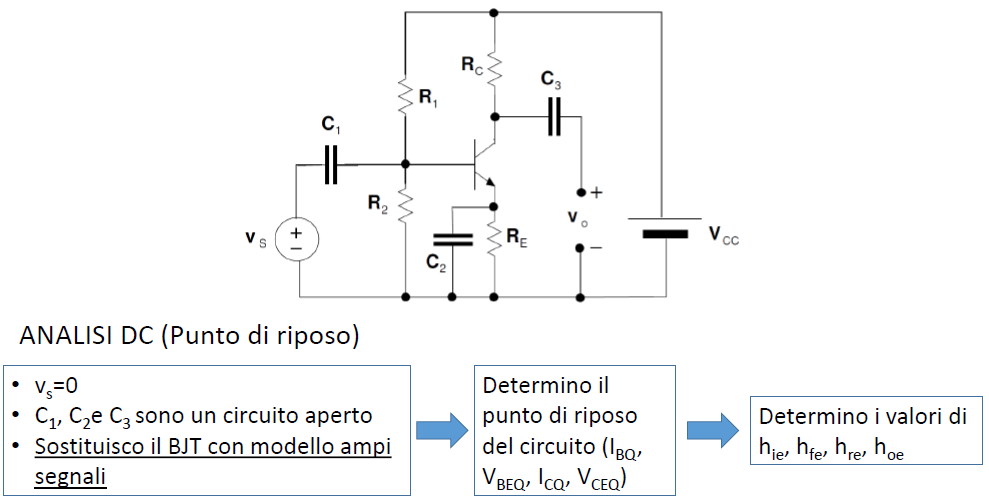 R_C
C_3
R_1
C_1
R_2
+
v_o
−
v_s
+
−
R_E
C_2
V_CC
ANALISI DC (Punto di riposo)
• v_s=0
• C_1, C_2e C_3 sono un circuito aperto
• Sostituisco il BJT con modello ampi
segnali
Determino il
punto di riposo
del circuito (I_BQ,
V_BEQ, I_CQ, V_CEQ)
Determino i valori di
h_ie, h_fe, h_re, h_oe